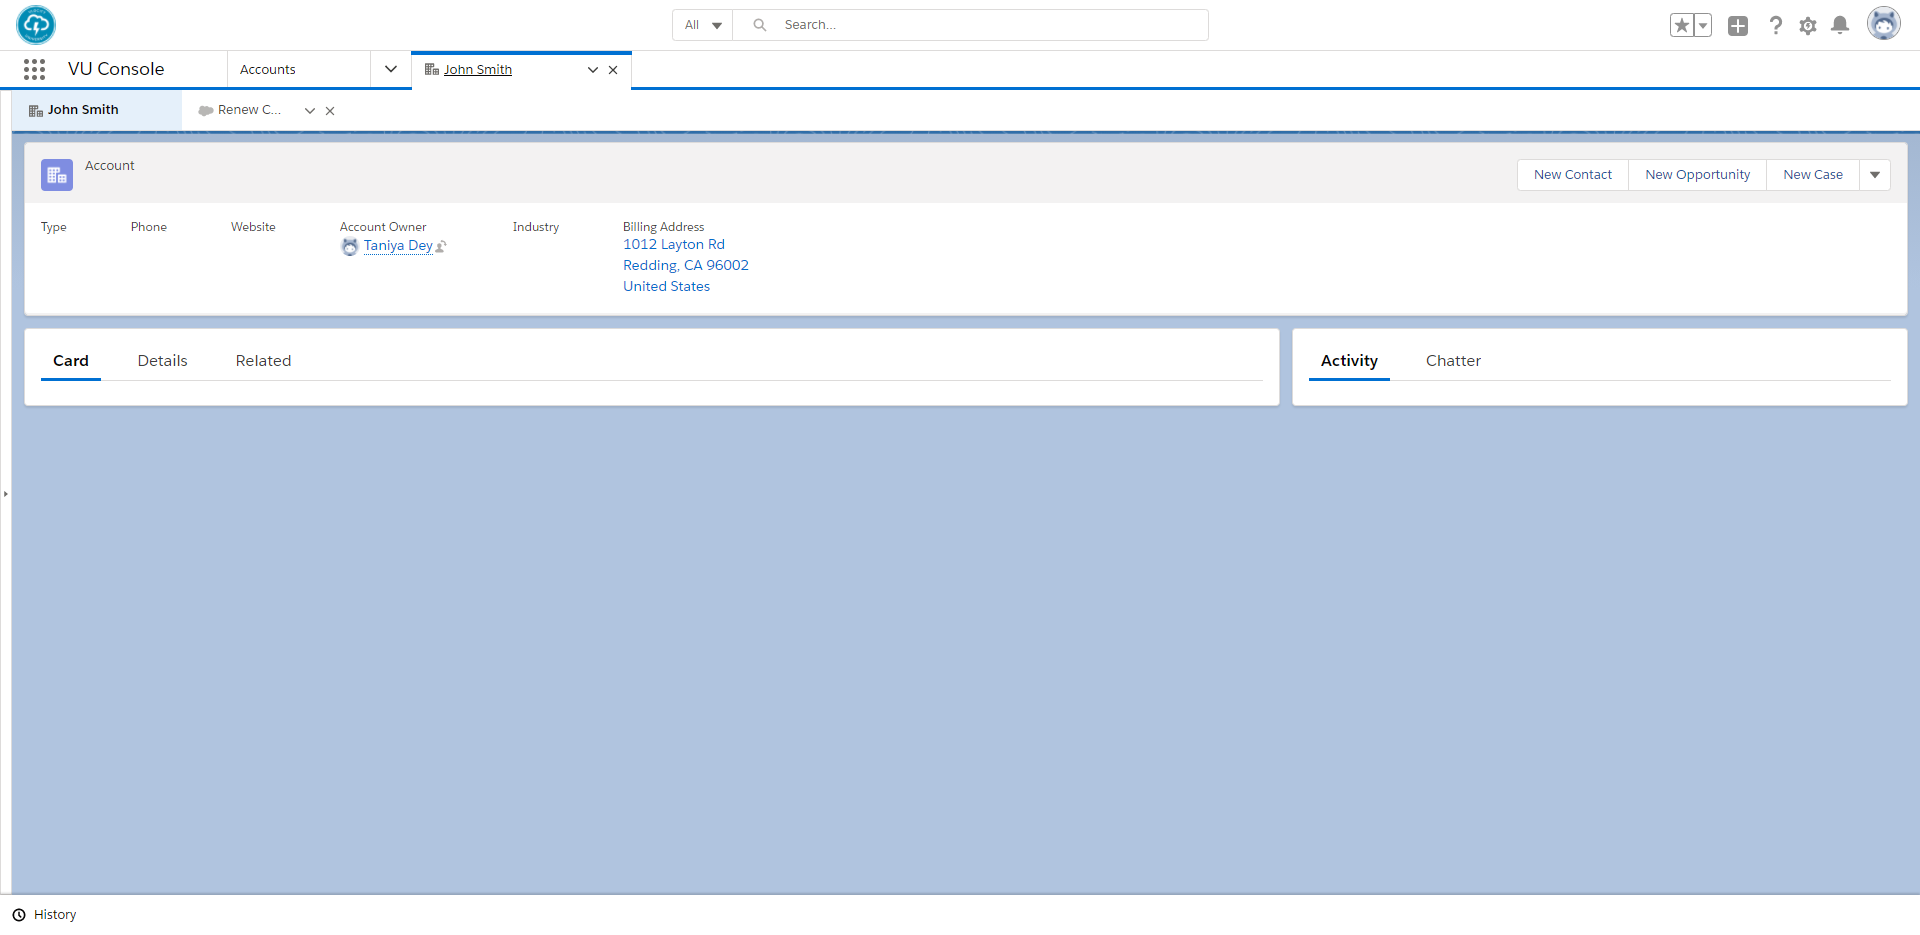 All
Search...
VU Console
Accounts
John Smith
John Smith
Renew C...
Account
New Contact
New Opportunity
New Case
Type
Phone
Website
Account Owner
Industry
Billing Address
Taniya Dey
1012 Layton Rd
Redding, CA 96002
United States
Card
Details
Related
Activity
Chatter
History